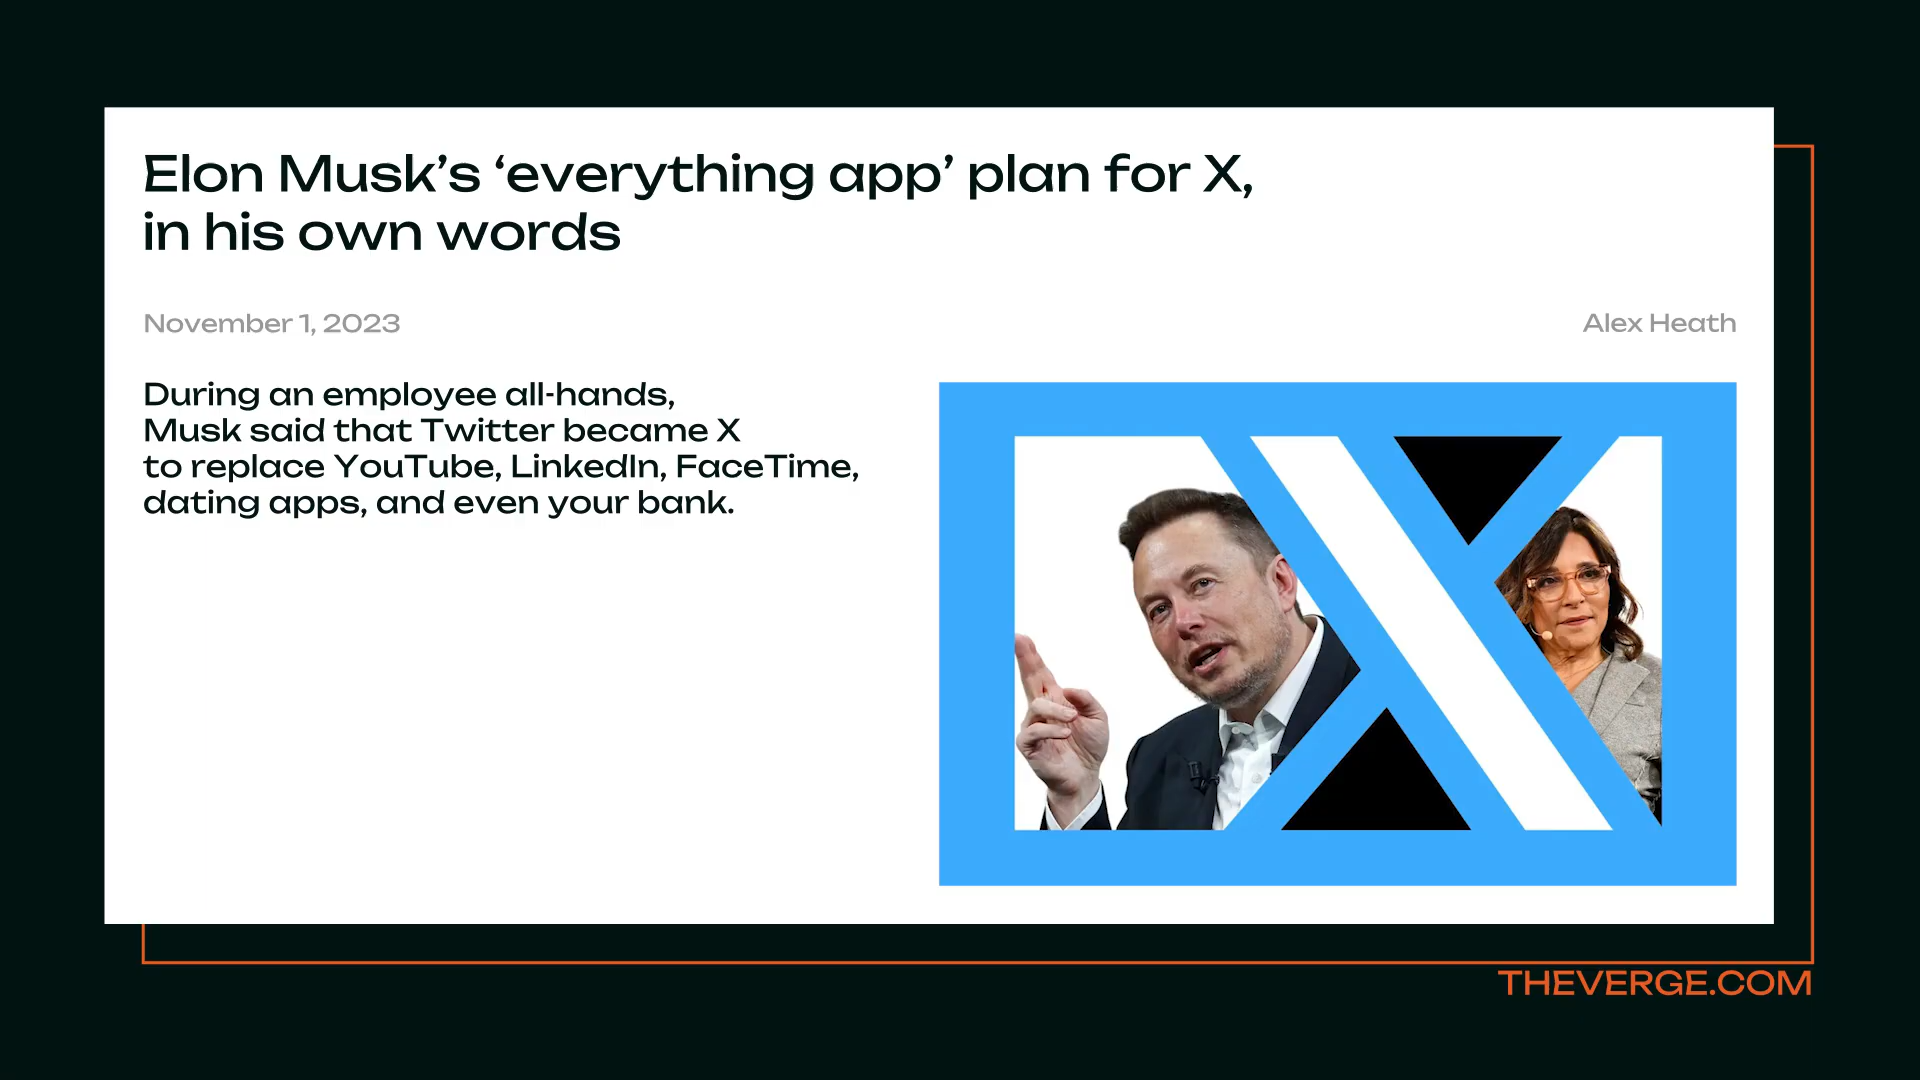 Elon Musk’s ‘everything app’ plan for X,
in his own words
November 1, 2023
Alex Heath
During an employee all-hands,
Musk said that Twitter became X
to replace YouTube, LinkedIn, FaceTime,
dating apps, and even your bank.
THEVERGE.COM